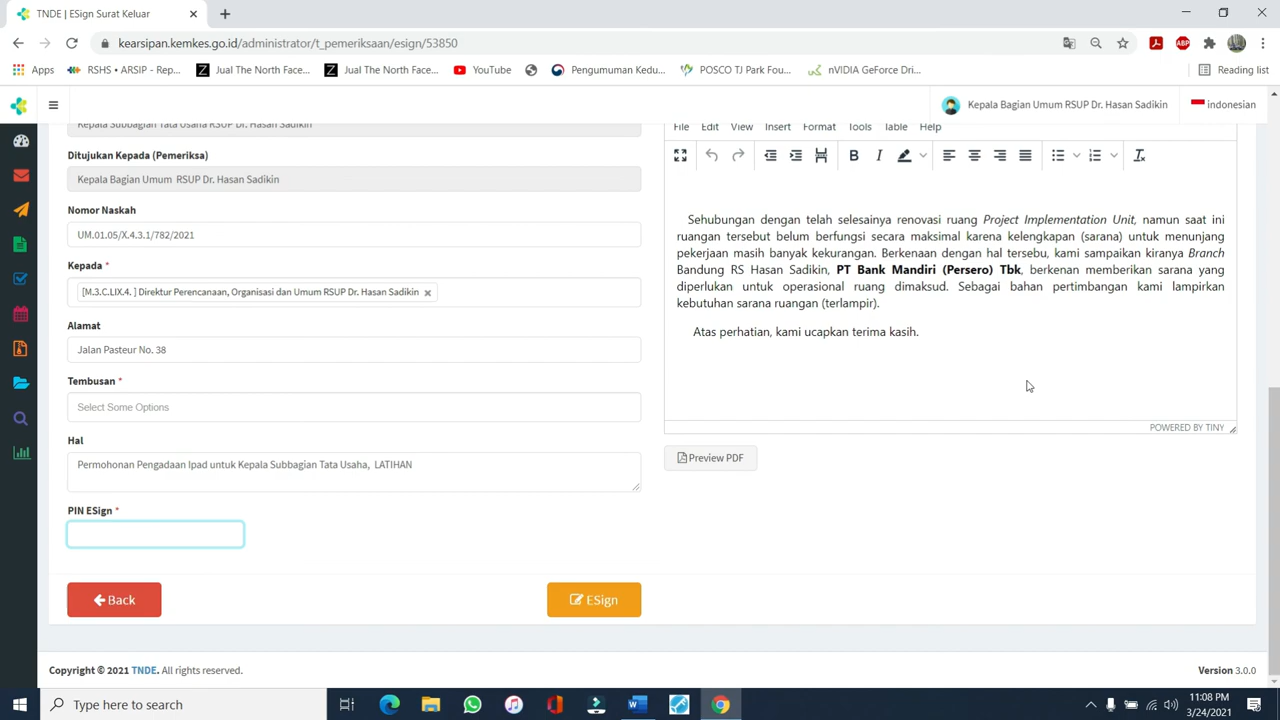 TNDE | ESign Surat Keluar
kearsipan.kemkes.go.id/administrator/t_pemeriksaan/esign/53850
Apps
RSHS ▪ ARSIP - Rep...
Jual The North Face...
Jual The North Face...
YouTube
Pengumuman Kedu...
POSCO TJ Park Foun...
nVIDIA GeForce Dri...
Reading list
Kepala Bagian Umum RSUP Dr. Hasan Sadikin
indonesian
Kepala Subbagian Tata Usaha RSUP Dr. Hasan Sadikin
Ditujukan Kepada (Pemeriksa)
Kepala Bagian Umum RSUP Dr. Hasan Sadikin
Nomor Naskah
UM.01.05/X.4.3.1/782/2021
Kepada *
[M.3.C.LIX.4. ] Direktur Perencanaan, Organisasi dan Umum RSUP Dr. Hasan Sadikin
Alamat
Jalan Pasteur No. 38
Tembusan *
Select Some Options
Hal
Permohonan Pengadaan Ipad untuk Kepala Subbagian Tata Usaha, LATIHAN
PIN ESign *
Back
ESign
File Edit View Insert Format Tools Table Help
Sehubungan dengan telah selesainya renovasi ruang Project Implementation Unit, namun saat ini
ruangan tersebut belum berfungsi secara maksimal karena kelengkapan (sarana) untuk menunjang
pekerjaan masih banyak kekurangan. Berkenaan dengan hal tersebu, kami sampaikan kiranya Branch
Bandung RS Hasan Sadikin, PT Bank Mandiri (Persero) Tbk, berkenan memberikan sarana yang
diperlukan untuk operasional ruang dimaksud. Sebagai bahan pertimbangan kami lampirkan
kebutuhan sarana ruangan (terlampir).
Atas perhatian, kami ucapkan terima kasih.
POWERED BY TINY
Preview PDF
Copyright © 2021 TNDE. All rights reserved.
Version 3.0.0
Type here to search
11:08 PM
3/24/2021